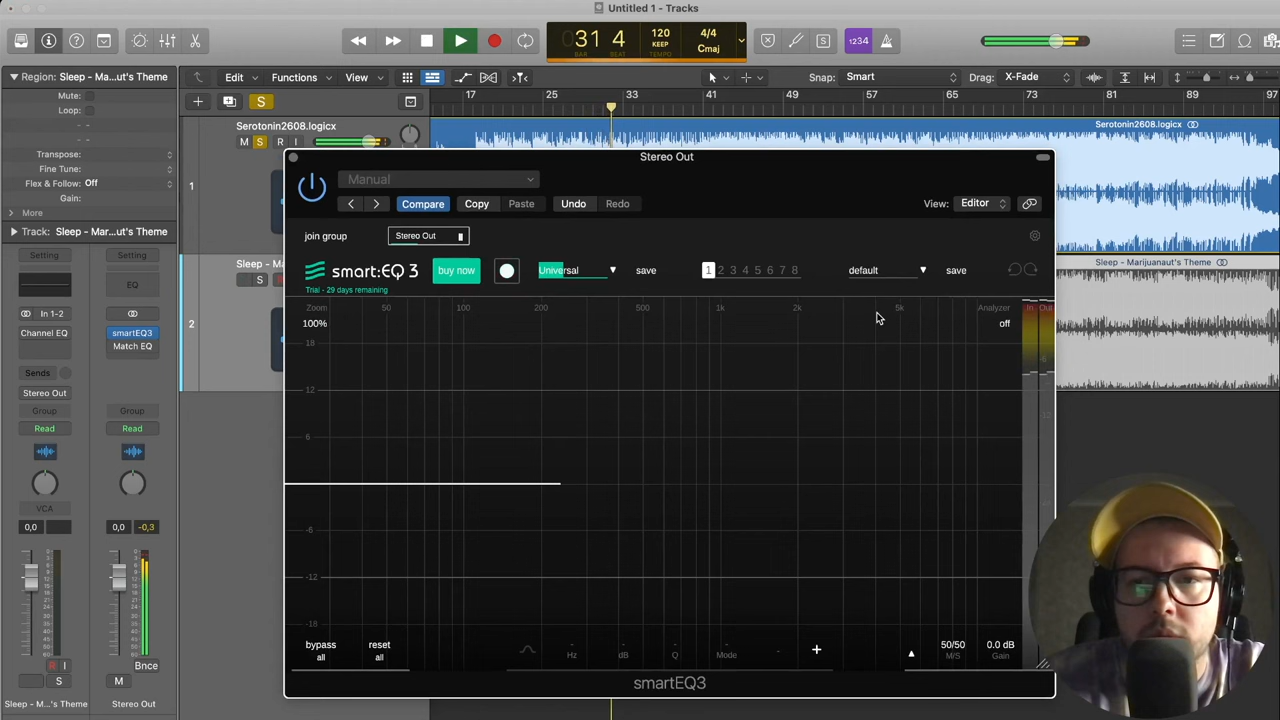 Untitled 1 - Tracks
31 4
BAR BEAT
120
KEEP
TEMPO
4/4
Cmaj
1234
S
Region: Sleep - Mar...ut's Theme
Mute:
Loop:
Transpose:
Fine Tune:
Flex & Follow: Off
Gain:
More
Track: Sleep - Mar...ut's Theme
Edit
Functions
View
Snap: Smart
Drag: X-Fade
S
17 25 33 41 49 57 65 73 81 89 97
Serotonin2608.logicx
M S R I
1
Serotonin2608.logicx
Sleep - Ma
S
2
Sleep - Marijuanaut's Theme
Setting
Setting
EQ
In 1-2
Channel EQ
smartEQ3
Match EQ
Sends
Stereo Out
Group
Group
Read
Read
VCA
0,0
0,0 -0,3
R I
Bnce
S
M
Sleep - M...'s Theme
Stereo Out
Stereo Out
Manual
Compare
Copy
Paste
Undo
Redo
View: Editor
join group
Stereo Out
smart:EQ 3
Trial - 29 days remaining
buy now
Universal
save
1 2 3 4 5 6 7 8
default
save
Zoom 50 100 200 500 1k 2k 5k Analyzer In Out
100%
off
18
12
6
-6
-12
-18
bypass
all
reset
all
Hz
dB
Q
Mode
+
50/50
M/S
0.0 dB
Gain
smartEQ3